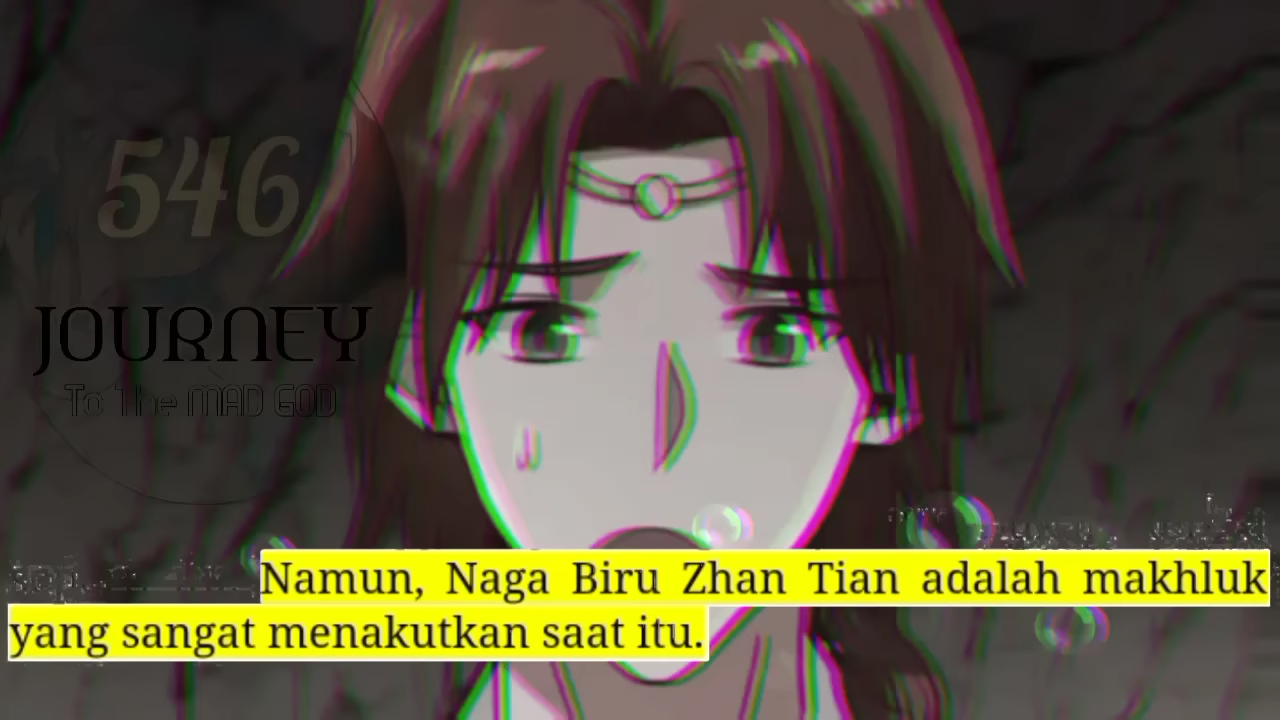 546
JOURNEY
To The MAD GOD
Namun, Naga Biru Zhan Tian adalah makhluk
yang sangat menakutkan saat itu.